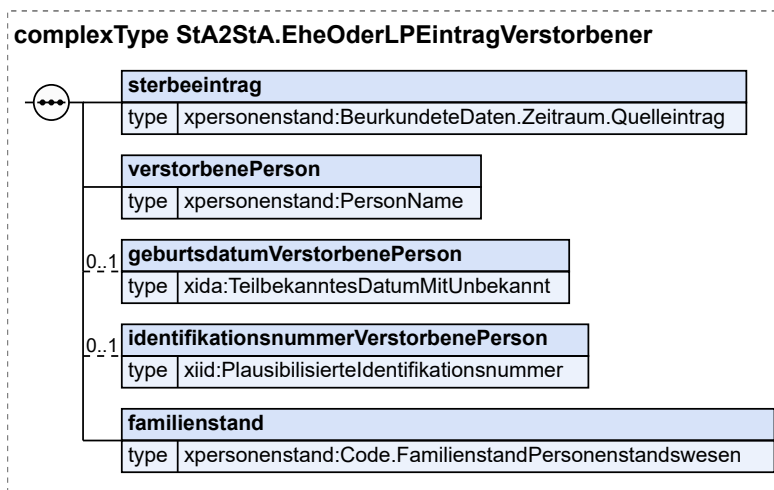 complexType StA2StA.EheOderLPEintragVerstorbener
sterbeeintrag
type xpersonenstand:BeurkundeteDaten.Zeitraum.Quelleintrag
verstorbenePerson
type xpersonenstand:PersonName
0..1
geburtsdatumVerstorbenePerson
type xida:TeilbekanntesDatumMitUnbekannt
0..1
identifikationsnummerVerstorbenePerson
type xiid:PlausibilisierteIdentifikationsnummer
familienstand
type xpersonenstand:Code.FamilienstandPersonenstandswesen